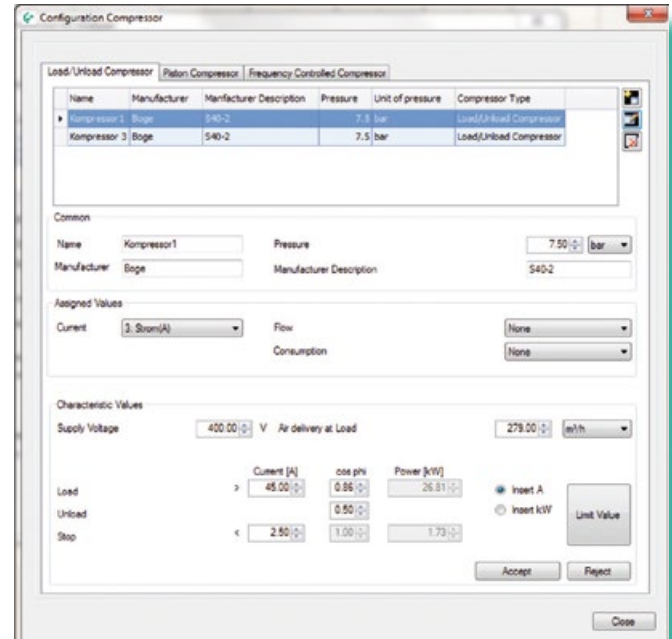 Configuration Compressor
Load/Unload Compressor Piston Compressor Frequency Controlled Compressor
Name Manufacturer Manfacturer Description Pressure Unit of pressure Compressor Type
Kompressor1 Boge S40-2 7.5 bar Load/Unload Compressor
Kompressor 3 Boge S40-2 7.5 bar Load/Unload Compressor
Common
Name Kompressor1 Pressure 7.50 bar
Manufacturer Boge Manufacturer Description S40-2
Assigned Values
Current 3. Strom(A) Flow None
Consumption None
Characteristic Values
Supply Voltage 400.00 V Air delivery at Load 279.00 m³/h
Current [A] cos phi Power [kW]
Load > 45.00 0.86 26.81 Insert A
Unload 0.50 Insert kW Limit Value
Stop < 2.50 1.00 1.73
Accept Reject
Close